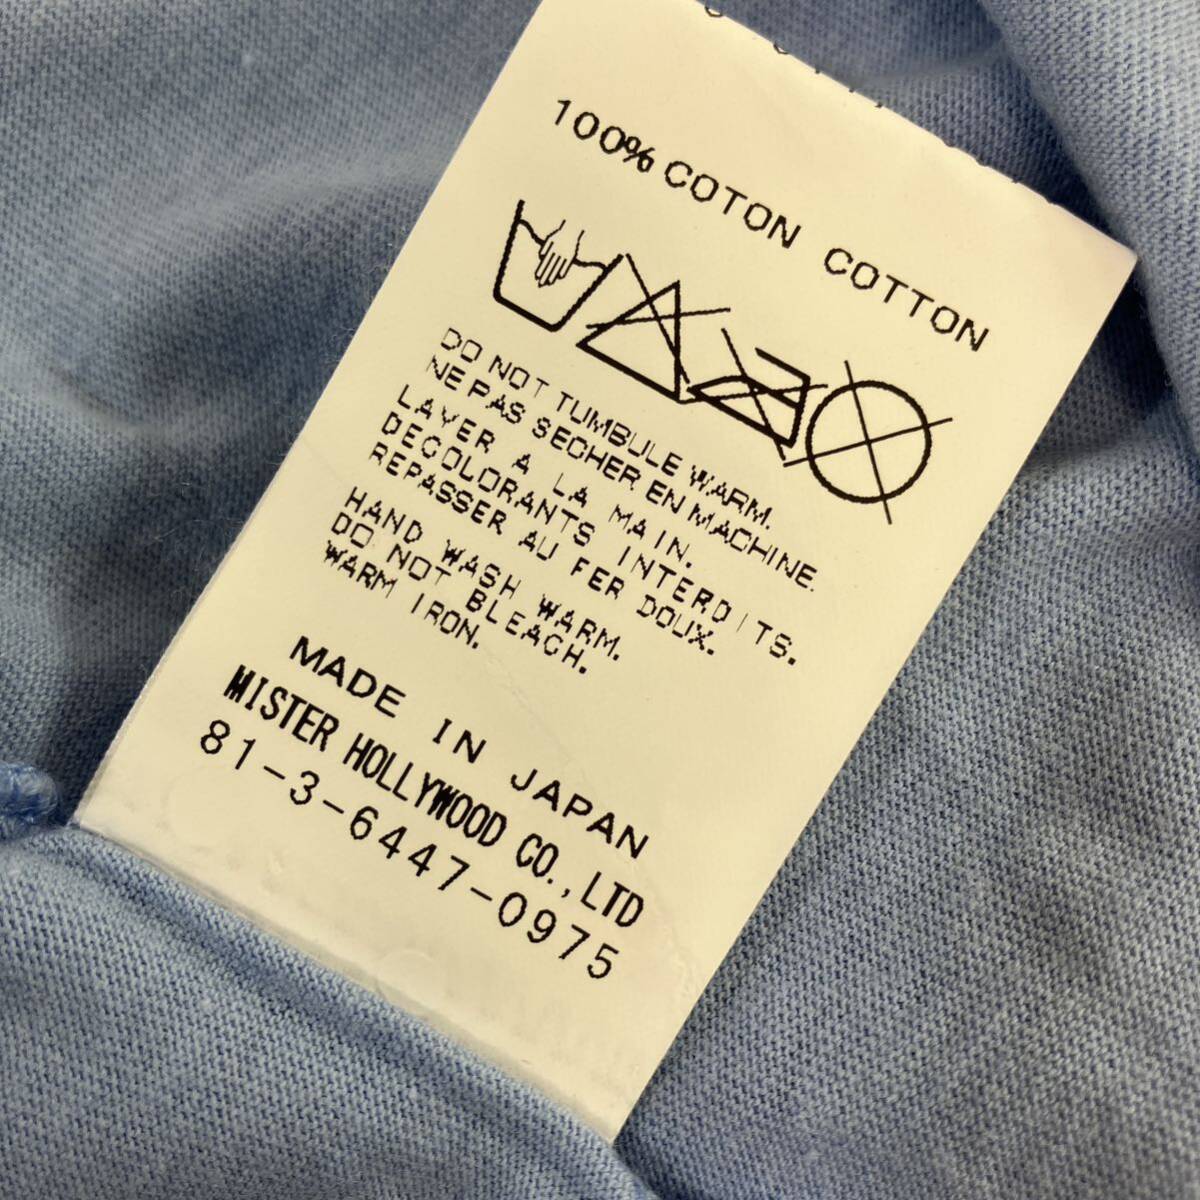 100% COTON COTTON
DO NOT TUMBULE WARM.
NE PAS SECHER EN MACHINE.
LAVER A LA MAIN.
DECOLORANTS INTERDITS.
REPASSER AU FER DOUX.
HAND WASH WARM.
DO NOT BLEACH.
WARM IRON.
MADE IN JAPAN
MISTER HOLLYWOOD CO.,LTD
81-3-6447-0975